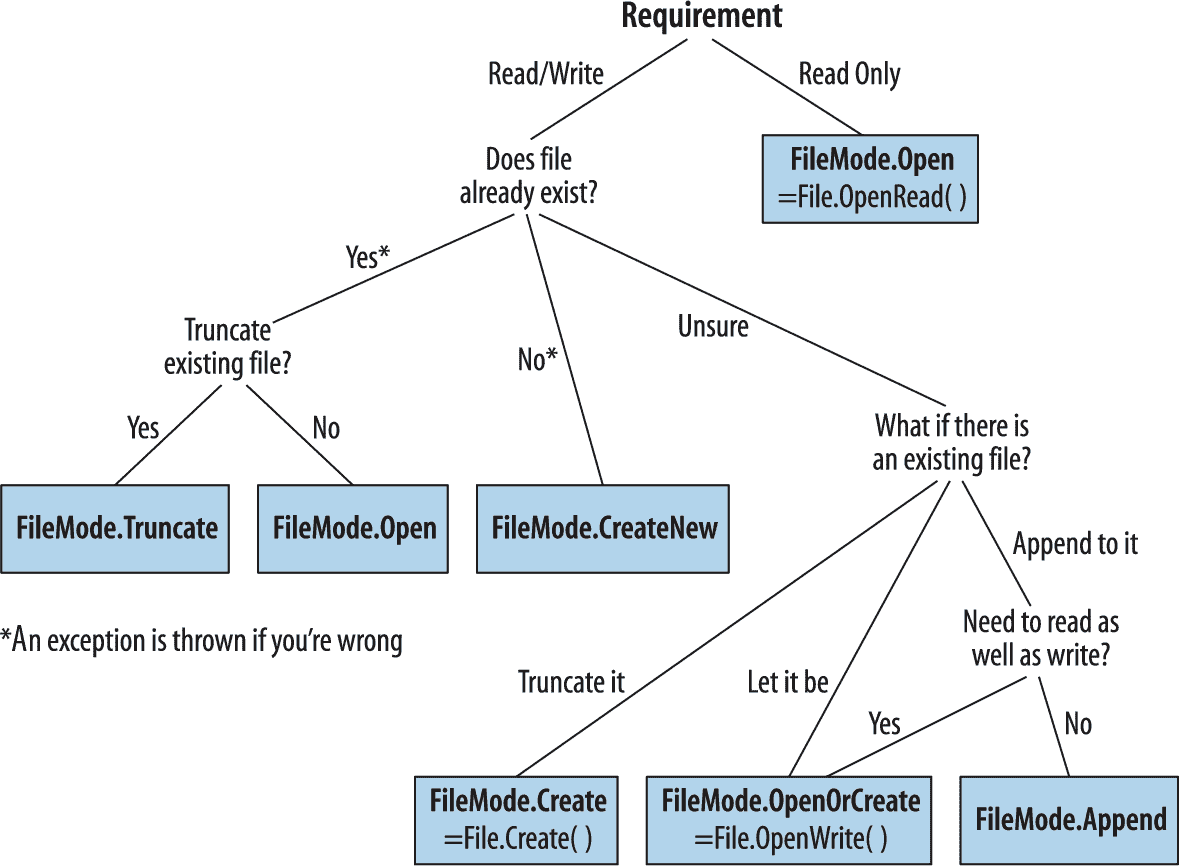 Requirement
Read/Write
Read Only
FileMode.Open
=File.OpenRead( )
Does file
already exist?
Yes*
No*
Unsure
Truncate
existing file?
Yes
No
What if there is
an existing file?
FileMode.Truncate
FileMode.Open
FileMode.CreateNew
Append to it
*An exception is thrown if you’re wrong
Need to read as
well as write?
Truncate it
Let it be
Yes
No
FileMode.Create
=File.Create( )
FileMode.OpenOrCreate
=File.OpenWrite( )
FileMode.Append